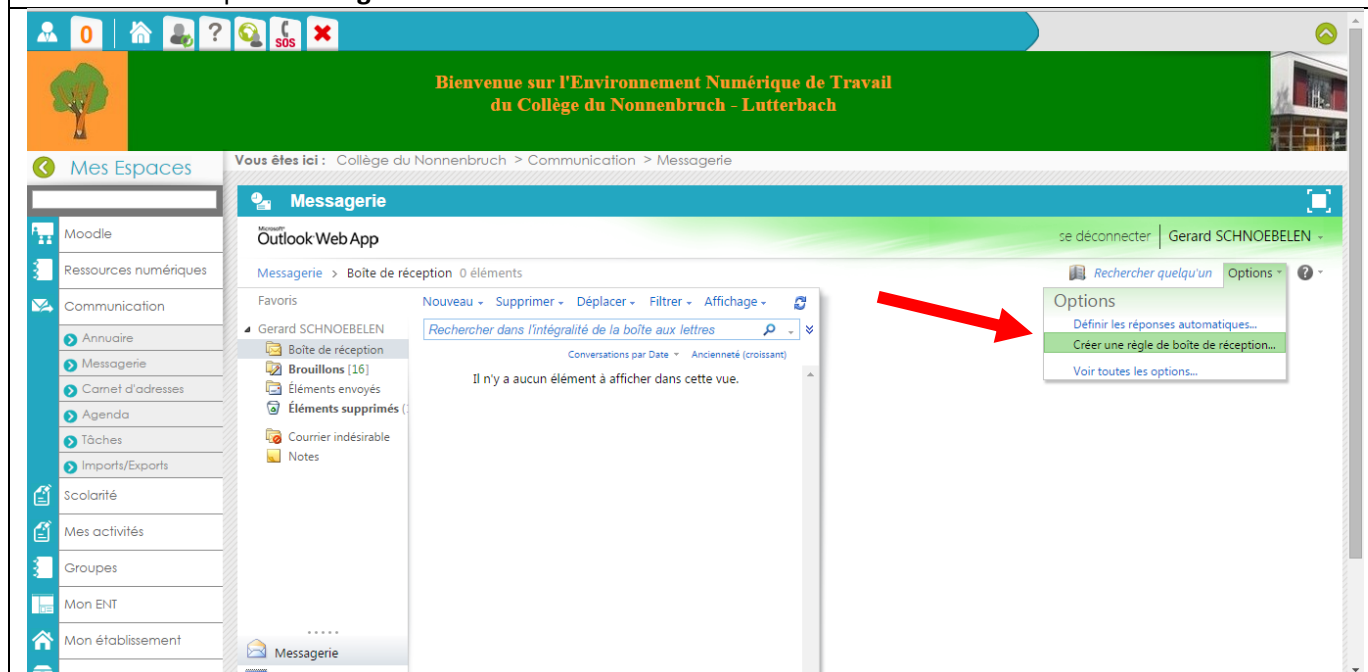 0 ? SOS
Bienvenue sur l'Environnement Numérique de Travail
du Collège du Nonnenbruch - Lutterbach
Mes Espaces
Vous êtes ici : Collège du Nonnenbruch > Communication > Messagerie
Messagerie
Moodle
Ressources numériques
Communication
Annuaire
Messagerie
Carnet d'adresses
Agenda
Tâches
Imports/Exports
Scolarité
Mes activités
Groupes
Mon ENT
Mon établissement
Microsoft
Outlook Web App
se déconnecter | Gerard SCHNOEBELEN
Messagerie > Boîte de réception 0 éléments
Rechercher quelqu'un Options ?
Favoris
Gerard SCHNOEBELEN
Boîte de réception
Brouillons [16]
Éléments envoyés
Éléments supprimés
Courrier indésirable
Notes
Messagerie
Nouveau Supprimer Déplacer Filtrer Affichage
Rechercher dans l'intégralité de la boîte aux lettres
Conversations par Date Ancienneté (croissant)
Il n'y a aucun élément à afficher dans cette vue.
Options
Définir les réponses automatiques...
Créer une règle de boîte de réception...
Voir toutes les options...